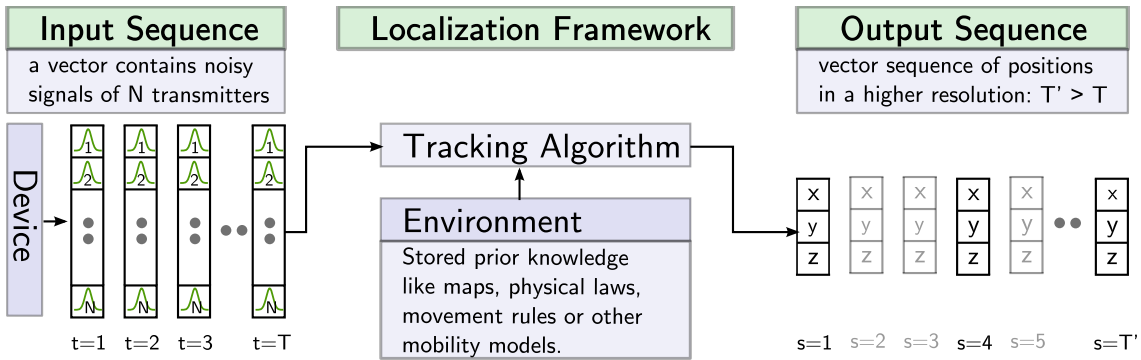 Input Sequence
a vector contains noisy
signals of N transmitters
Device
1 1 1 1
2 2 2 2
N N N N
t=1 t=2 t=3 t=T
Localization Framework
Tracking Algorithm
Environment
Stored prior knowledge
like maps, physical laws,
movement rules or other
mobility models.
Output Sequence
vector sequence of positions
in a higher resolution: T' > T
x x x x x x
y y y y y y
z z z z z z
s=1 s=2 s=3 s=4 s=5 s=T'